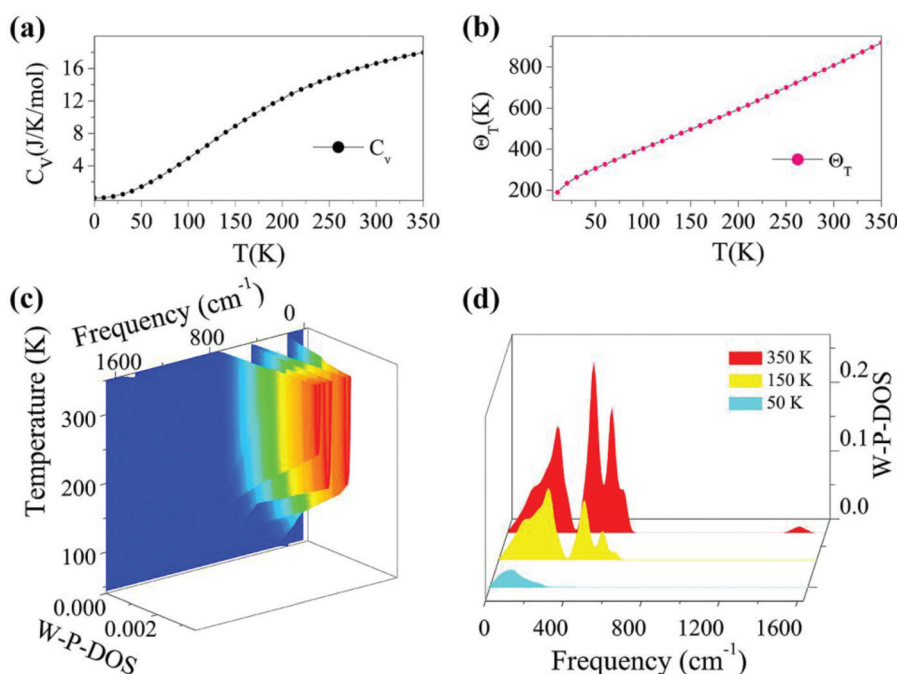 (a)
16
12
8
4
C_V(J/K/mol)
C_v
0 50 100 150 200 250 300 350
T(K)
(b)
800
600
400
200
Θ_T(K)
Θ_T
50 100 150 200 250 300 350
T(K)
(c)
Frequency (cm⁻¹)
1600 800 0
Temperature (K)
300
200
100
0.000
0.002
W-P-DOS
(d)
350 K
150 K
50 K
0.2
0.1
0.0
W-P-DOS
0 400 800 1200 1600
Frequency (cm⁻¹)